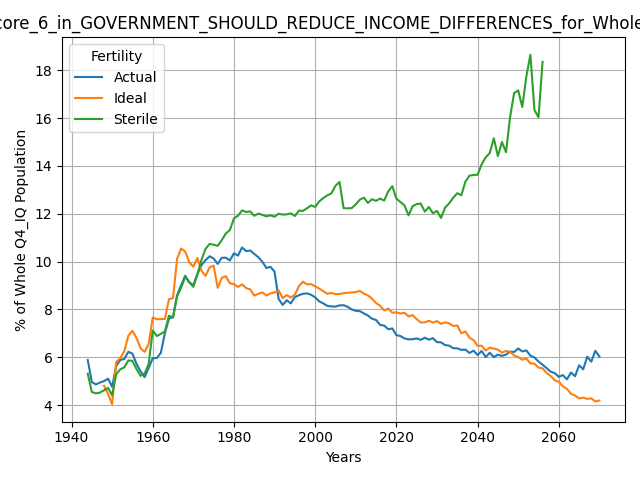 core_6_in_GOVERNMENT_SHOULD_REDUCE_INCOME_DIFFERENCES_for_Whole
Fertility
Actual
Ideal
Sterile
% of Whole Q4_IQ Population
18
16
14
12
10
8
6
4
1940 1960 1980 2000 2020 2040 2060
Years